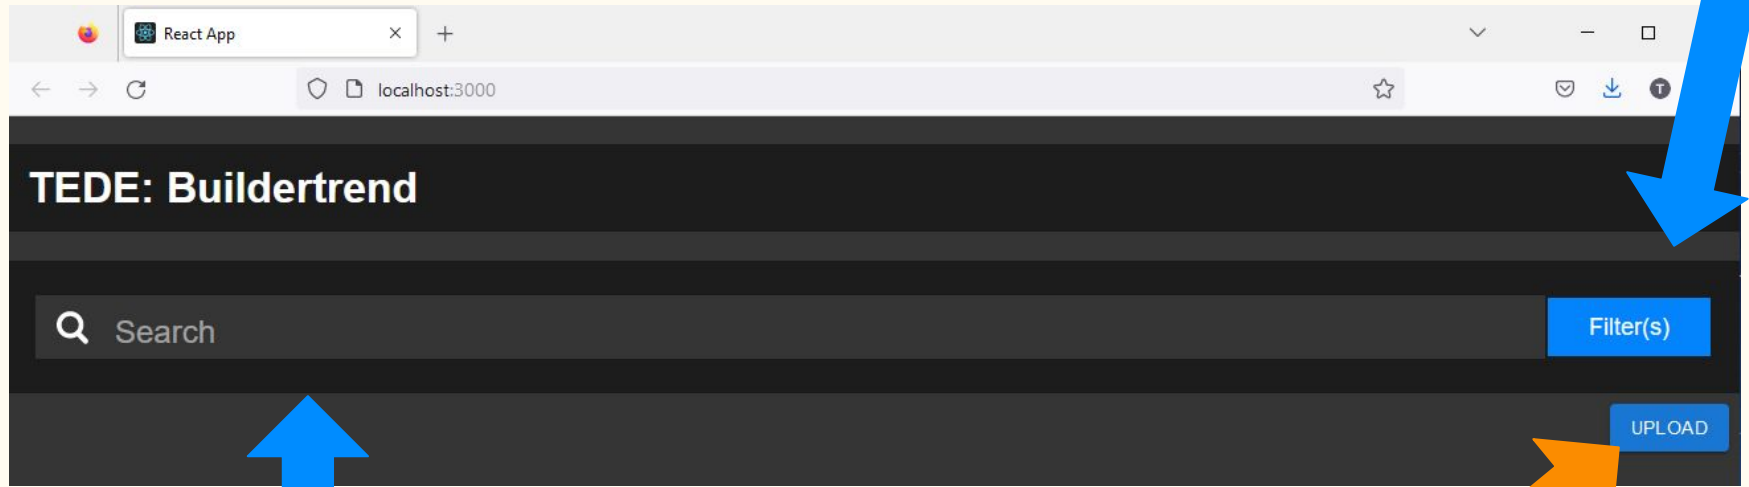 React App
localhost:3000
T
TEDE: Buildertrend
Search
Filter(s)
UPLOAD